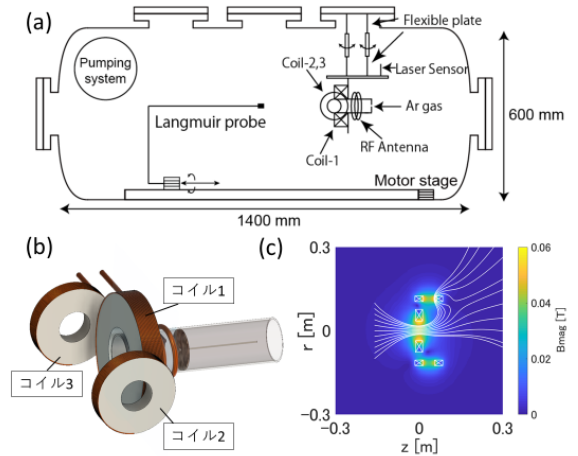 (a)
Pumping
system
Flexible plate
Coil-2,3
Laser Sensor
Langmuir probe
Ar gas
RF Antenna
Coil-1
Motor stage
600 mm
1400 mm
(b)
コイル1
コイル3
コイル2
(c)
0.3
0
−0.3
r [m]
−0.3
0
0.3
z [m]
0.06
0.04
0.02
0
Bmag [T]